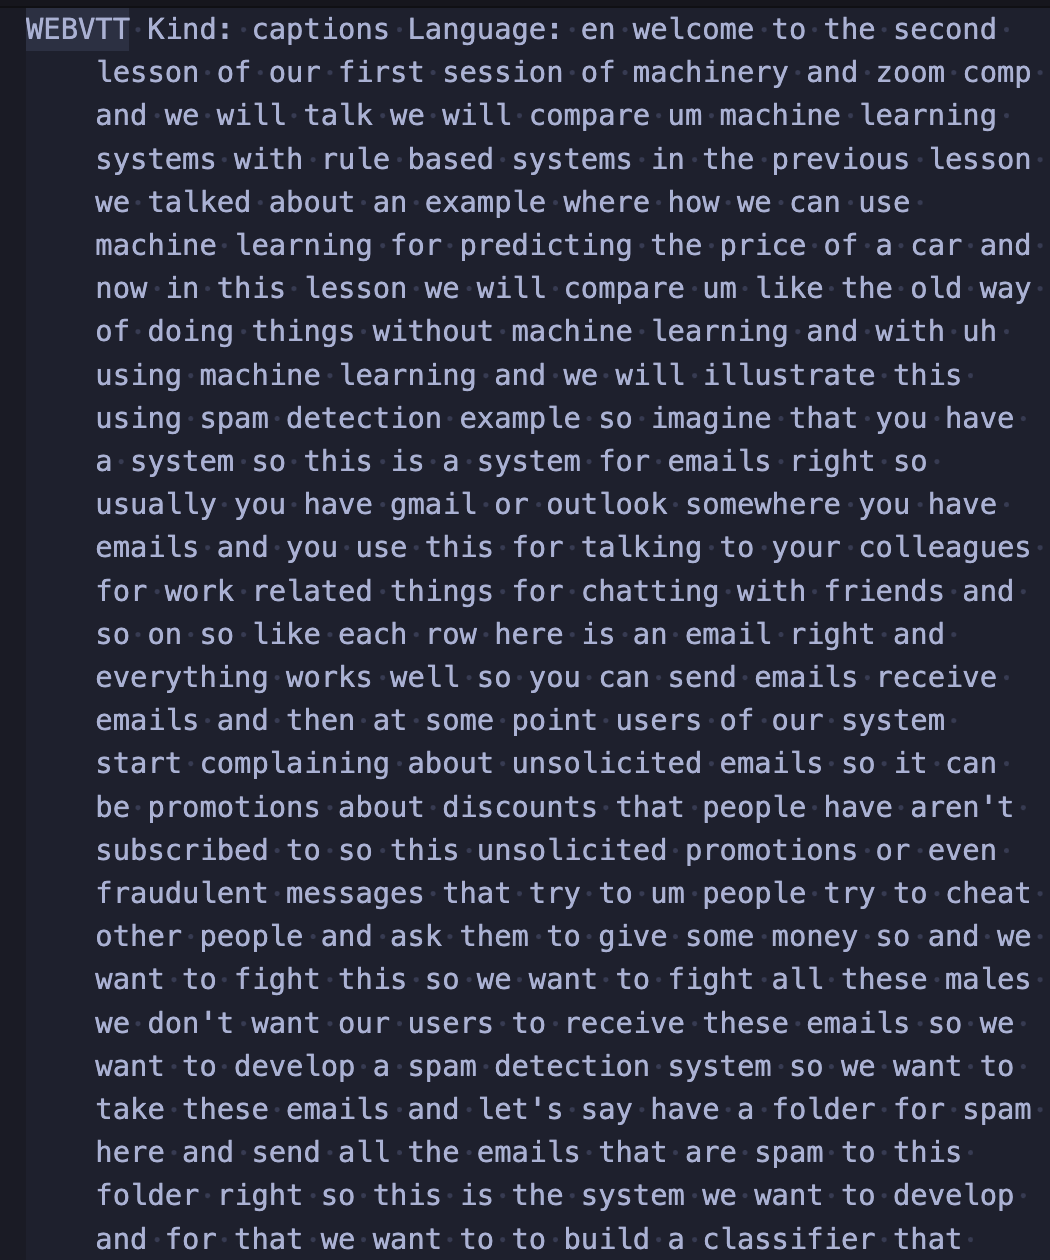 WEBVTT Kind: captions Language: en welcome to the second
lesson of our first session of machinery and zoom comp
and we will talk we will compare um machine learning
systems with rule based systems in the previous lesson
we talked about an example where how we can use
machine learning for predicting the price of a car and
now in this lesson we will compare um like the old way
of doing things without machine learning and with uh
using machine learning and we will illustrate this
using spam detection example so imagine that you have
a system so this is a system for emails right so
usually you have gmail or outlook somewhere you have
emails and you use this for talking to your colleagues
for work related things for chatting with friends and
so on so like each row here is an email right and
everything works well so you can send emails receive
emails and then at some point users of our system
start complaining about unsolicited emails so it can
be promotions about discounts that people have aren't
subscribed to so this unsolicited promotions or even
fraudulent messages that try to um people try to cheat
other people and ask them to give some money so and we
want to fight this so we want to fight all these males
we don't want our users to receive these emails so we
want to develop a spam detection system so we want to
take these emails and let's say have a folder for spam
here and send all the emails that are spam to this
folder right so this is the system we want to develop
and for that we want to to build a classifier that